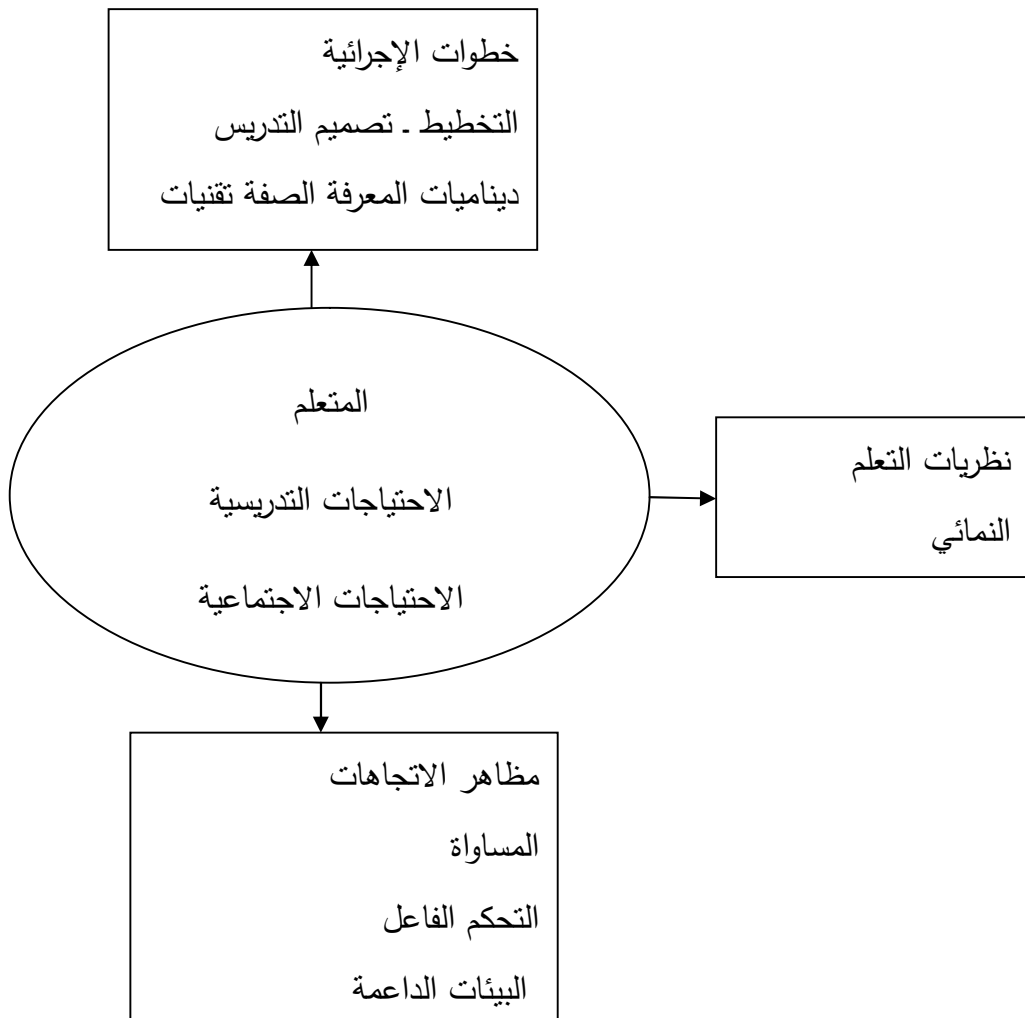 خطوات الإجرائية
التخطيط ـ تصميم التدريس
ديناميات المعرفة الصفة تقنيات
المتعلم
الاحتياجات التدريسية
الاحتياجات الاجتماعية
نظريات التعلم
النمائي
مظاهر الاتجاهات
المساواة
التحكم الفاعل
البيئات الداعمة